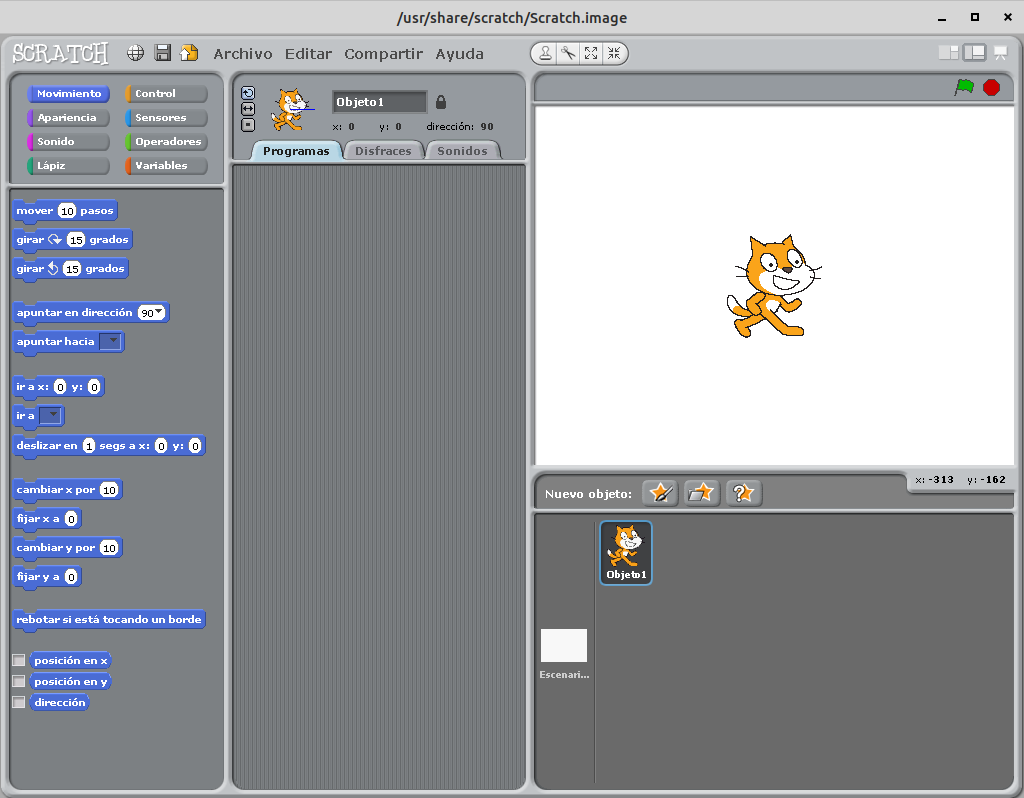 /usr/share/scratch/Scratch.image
SCRATCH Archivo Editar Compartir Ayuda
Movimiento Control
Apariencia Sensores
Sonido Operadores
Lápiz Variables
mover 10 pasos
girar 15 grados
girar 15 grados
apuntar en dirección 90
apuntar hacia
ir a x: 0 y: 0
ir a
deslizar en 1 segs a x: 0 y: 0
cambiar x por 10
fijar x a 0
cambiar y por 10
fijar y a 0
rebotar si está tocando un borde
posición en x
posición en y
dirección
Objeto1
x: 0 y: 0 dirección: 90
Programas Disfraces Sonidos
x: -313 y: -162
Nuevo objeto:
Objeto1
Escenari...